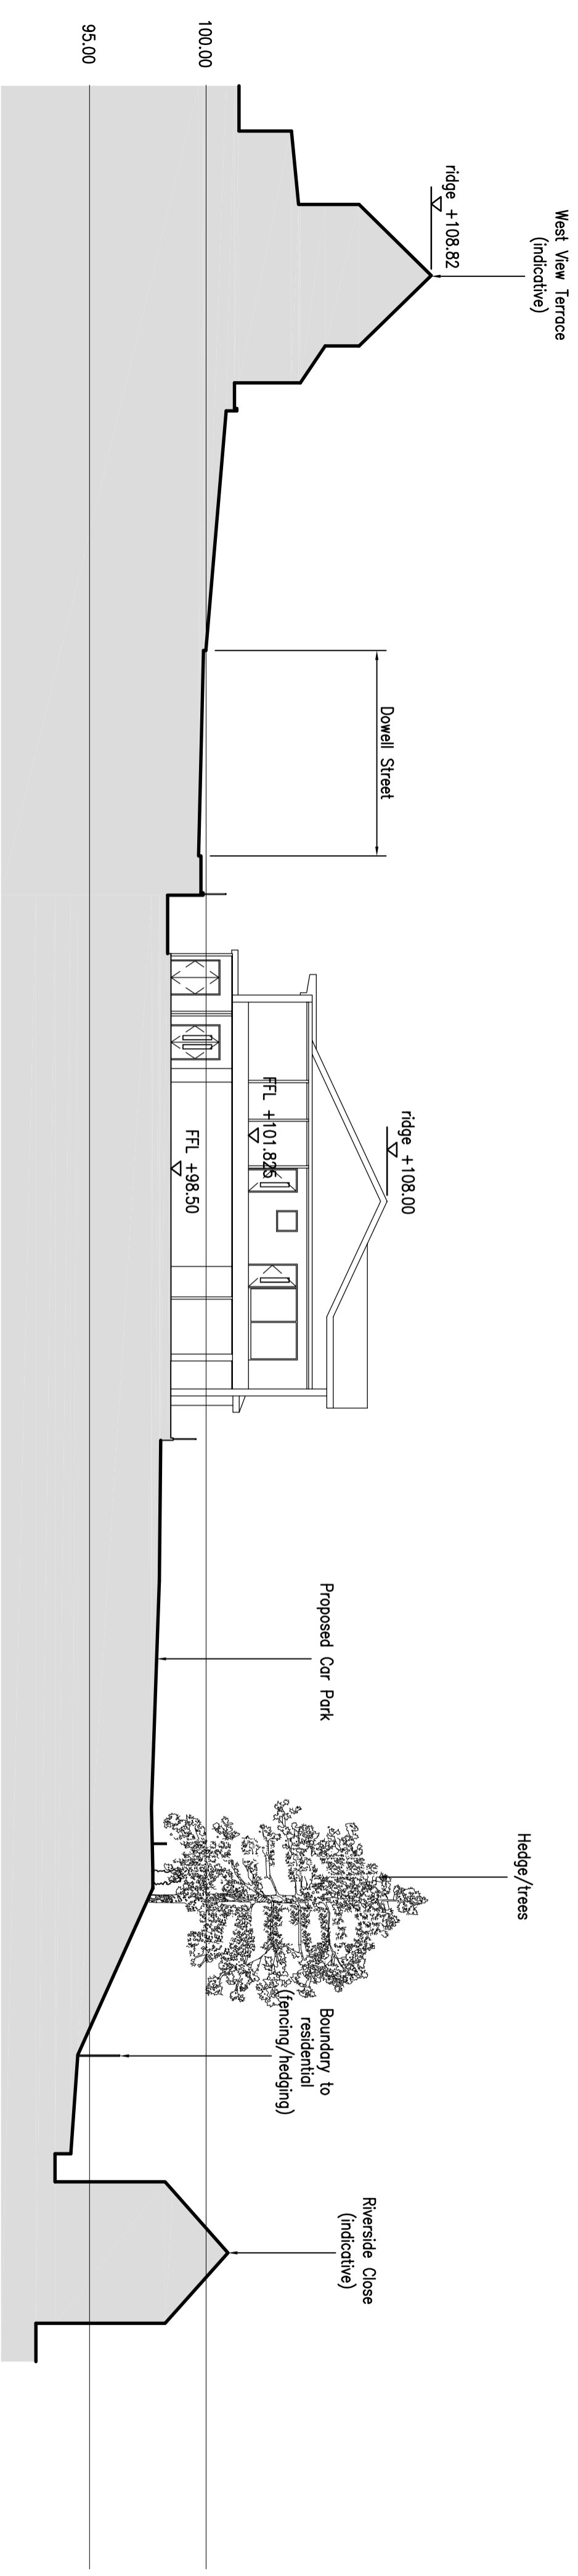 100.00
95.00
West View Terrace
(indicative)
ridge +108.82
Dowell Street
ridge +108.00
FFL +101.825
FFL +98.50
Proposed Car Park
Hedge/trees
Boundary to
residential
(fencing/hedging)
Riverside Close
(indicative)